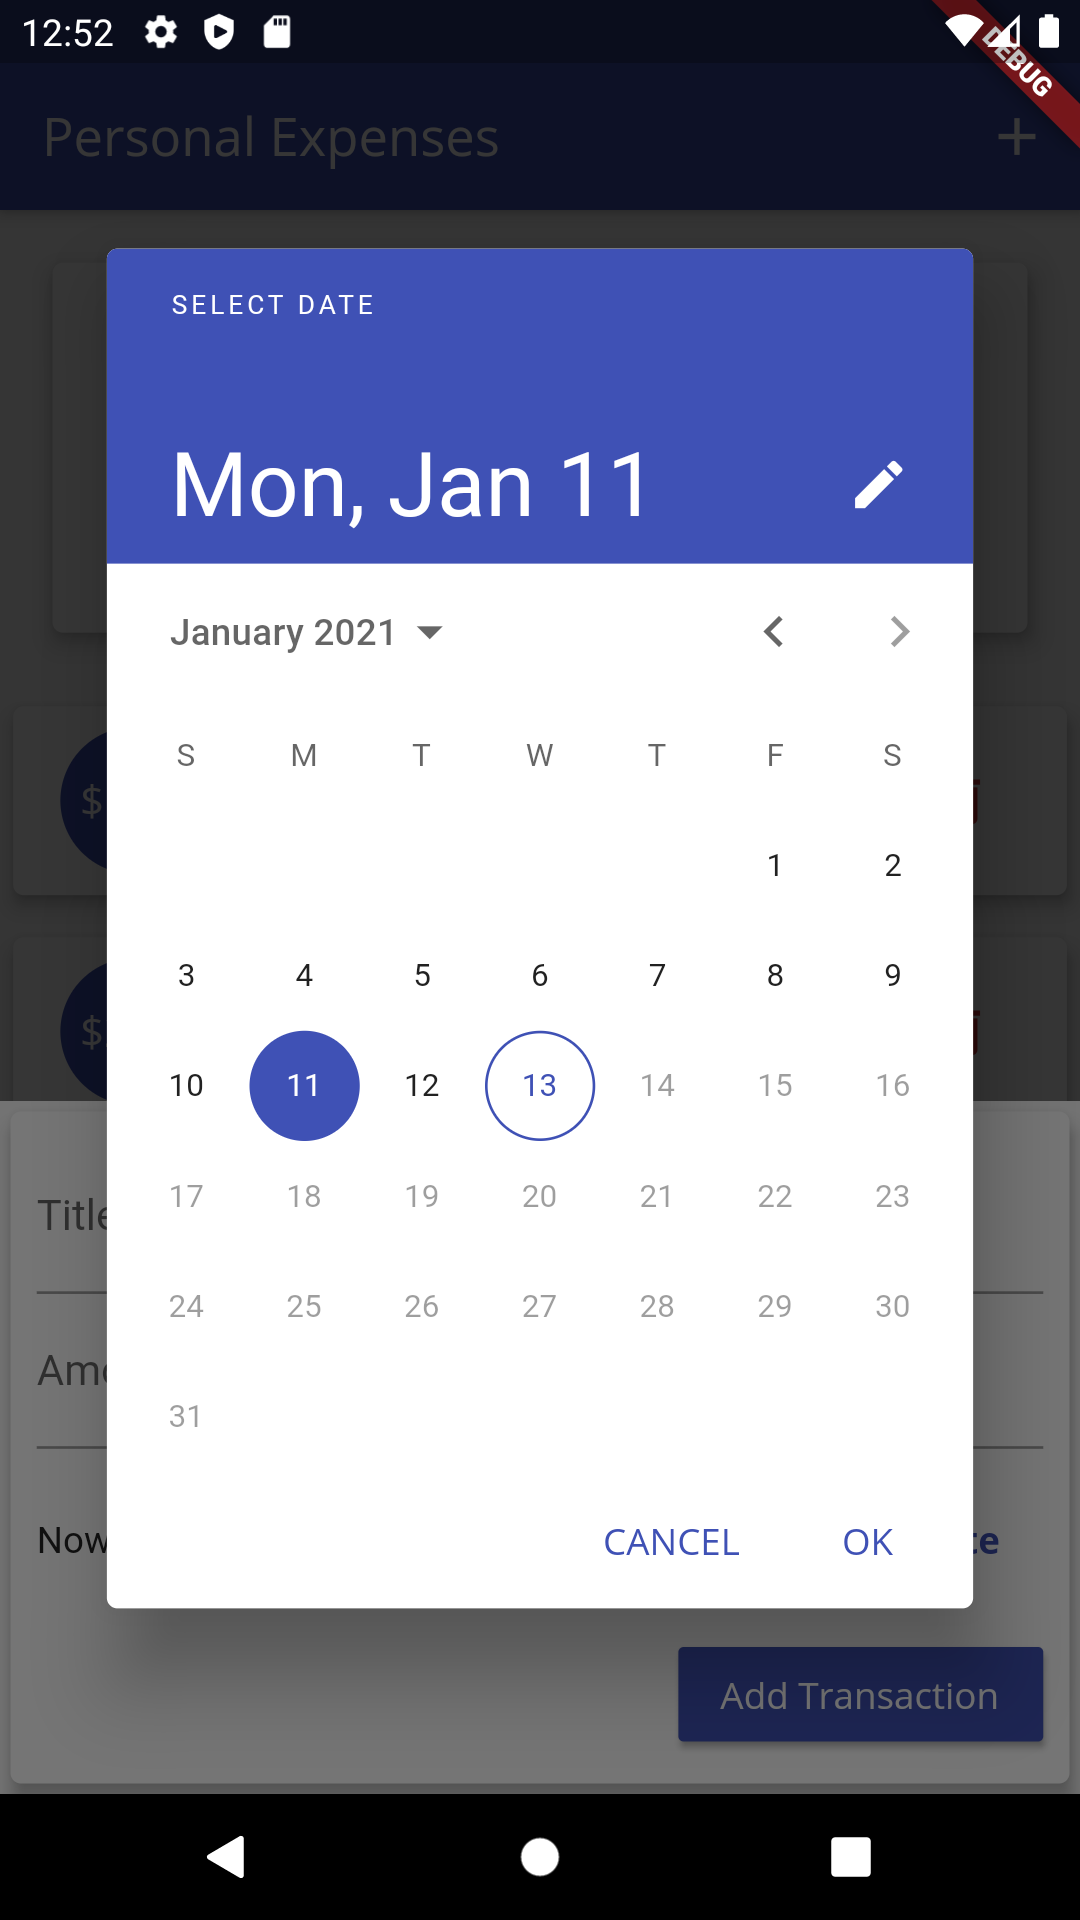 12:52
DEBUG
Personal Expenses
SELECT DATE
Mon, Jan 11
January 2021
S M T W T F S
1 2
3 4 5 6 7 8 9
$
10 11 12 13 14 15 16
$
17 18 19 20 21 22 23
Title
24 25 26 27 28 29 30
31
Now
CANCEL OK
Add Transaction